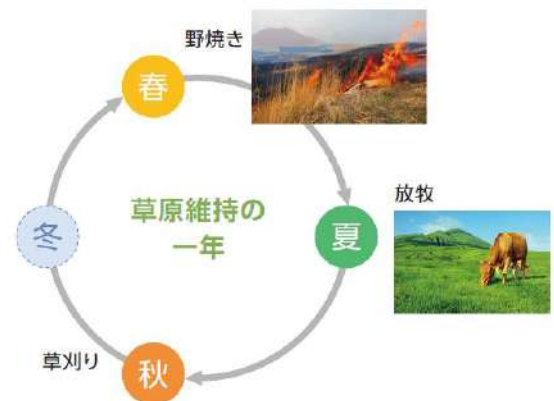 野焼き
春
草原維持の
一年
放牧
夏
冬
草刈り
秋